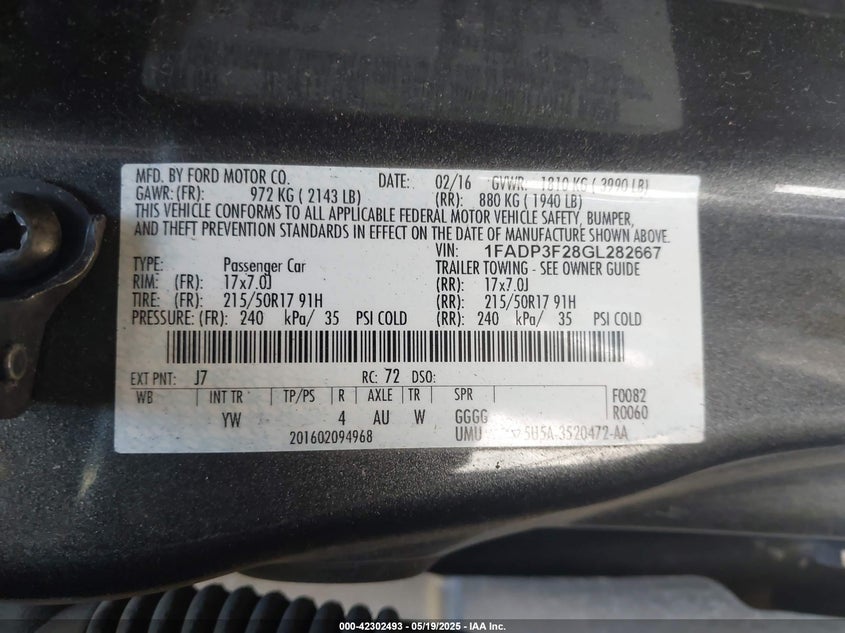 MFD. BY FORD MOTOR CO. DATE: 02/16 GVWR: 1810 KG ( 3990 LB)
GAWR: (FR): 972 KG ( 2143 LB) (RR): 880 KG ( 1940 LB)
THIS VEHICLE CONFORMS TO ALL APPLICABLE FEDERAL MOTOR VEHICLE SAFETY, BUMPER,
AND THEFT PREVENTION STANDARDS IN EFFECT ON THE DATE OF MANUFACTURE SHOWN ABOVE.
VIN: 1FADP3F28GL282667
TYPE: Passenger Car TRAILER TOWING - SEE OWNER GUIDE
RIM: (FR): 17x7.0J (RR): 17x7.0J
TIRE: (FR): 215/50R17 91H (RR): 215/50R17 91H
PRESSURE: (FR): 240 kPa/ 35 PSI COLD (RR): 240 kPa/ 35 PSI COLD
EXT PNT: J7 RC: 72 DSO:
WB INT TR TP/PS R AXLE TR SPR F0082
YW 4 AU W GGGG R0060
201602094968 UMU 3520472-AA
000-42302493 - 05/19/2025 - IAA Inc.